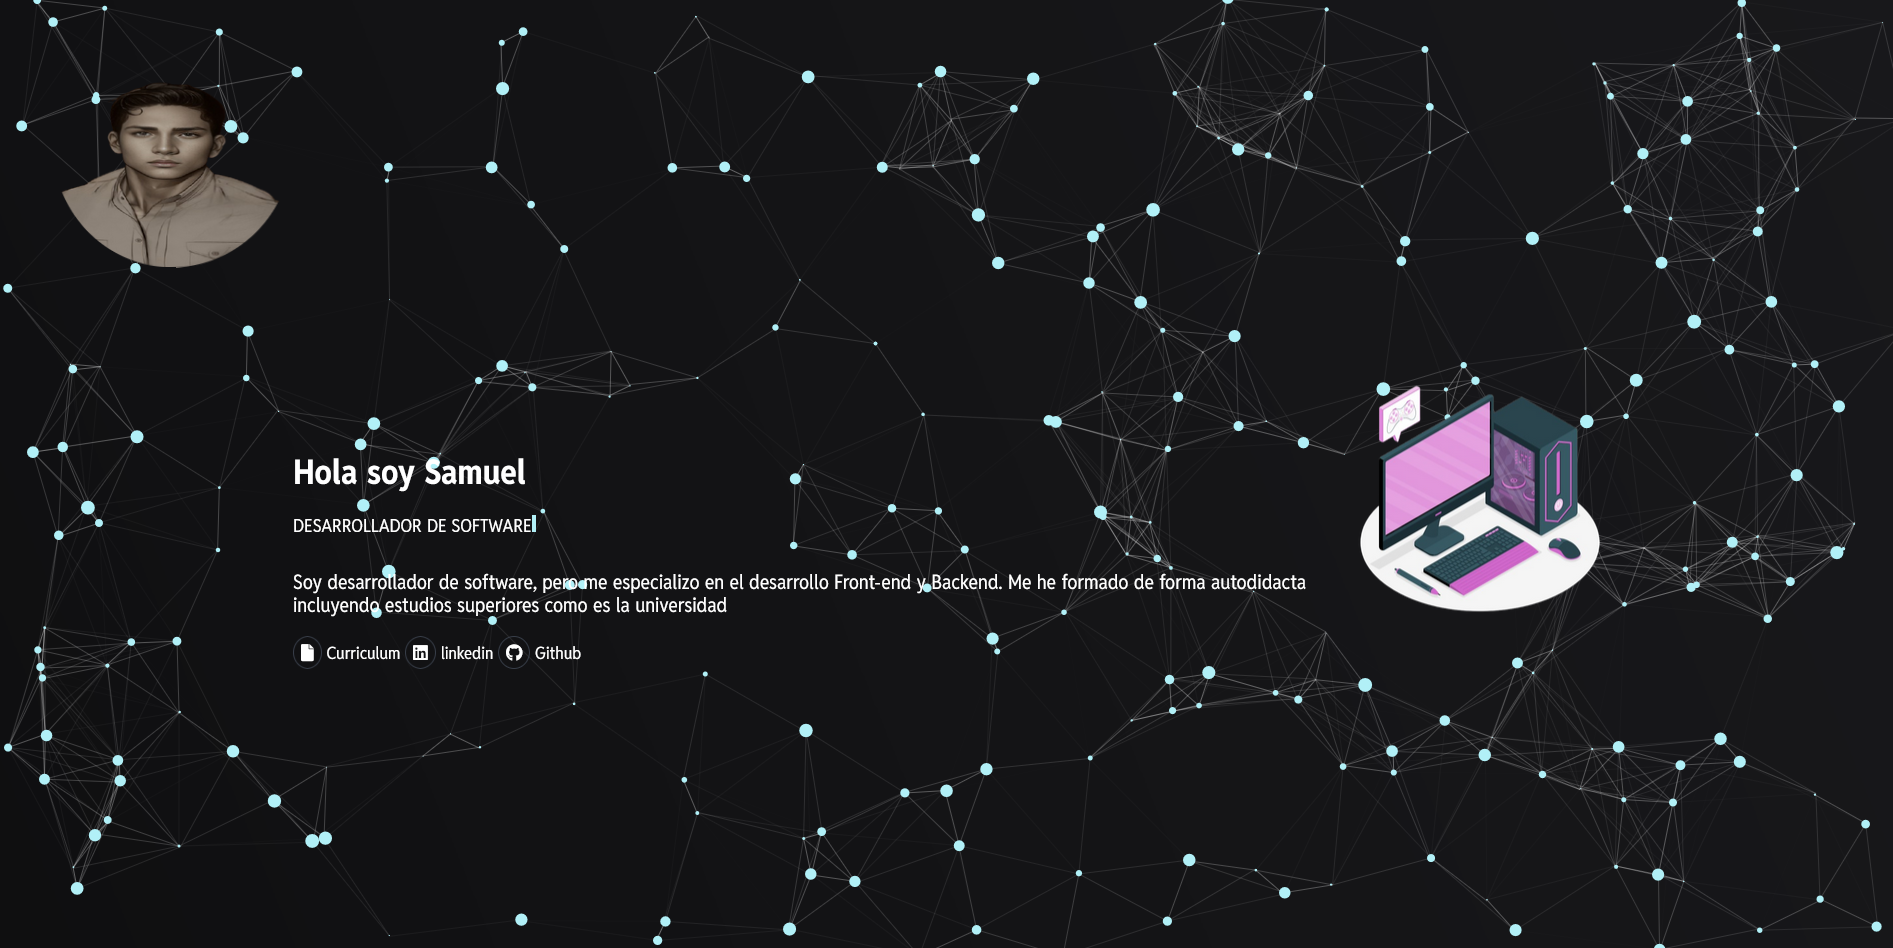 Hola soy Samuel
DESARROLLADOR DE SOFTWARE
Soy desarrollador de software, pero me especializo en el desarrollo Front-end y Backend. Me he formado de forma autodidacta
incluyendo estudios superiores como es la universidad
Curriculum linkedin Github